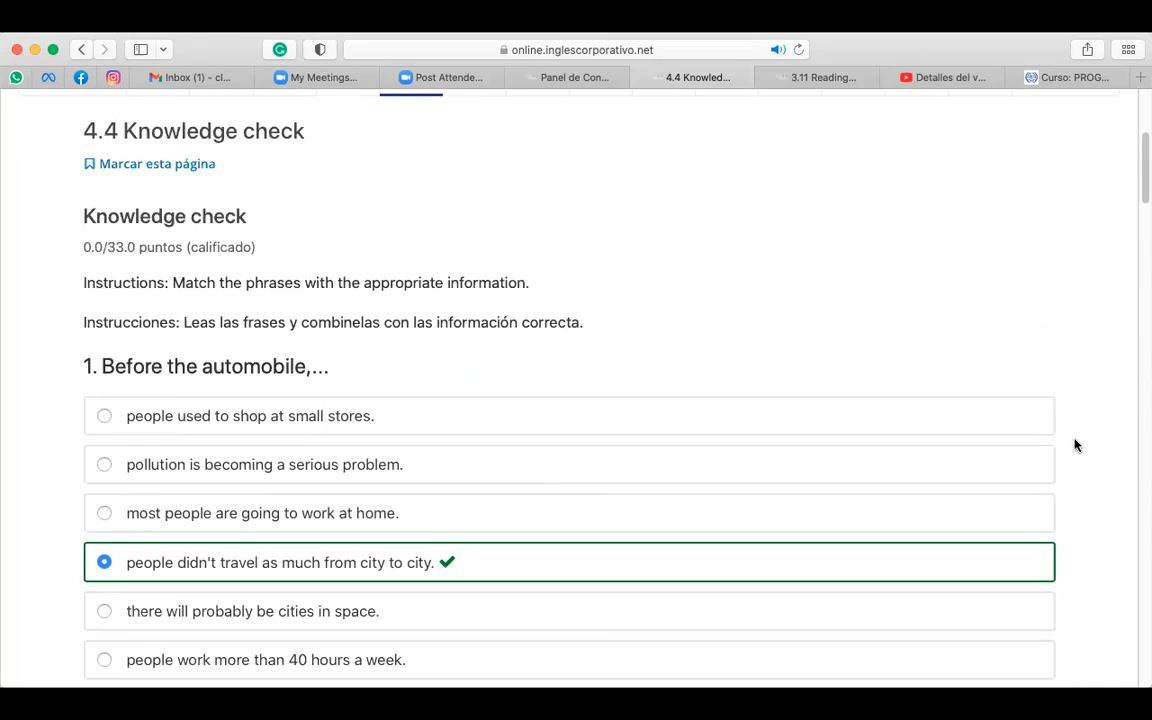 online.inglescorporativo.net
Inbox (1) - cl...
My Meetings...
Post Attende...
Panel de Con...
4.4 Knowled...
3.11 Reading...
Detalles del v...
Curso: PROG...
4.4 Knowledge check
Marcar esta página
Knowledge check
0.0/33.0 puntos (calificado)
Instructions: Match the phrases with the appropriate information.
Instrucciones: Leas las frases y combinelas con las información correcta.
1. Before the automobile,...
people used to shop at small stores.
pollution is becoming a serious problem.
most people are going to work at home.
people didn't travel as much from city to city.
there will probably be cities in space.
people work more than 40 hours a week.